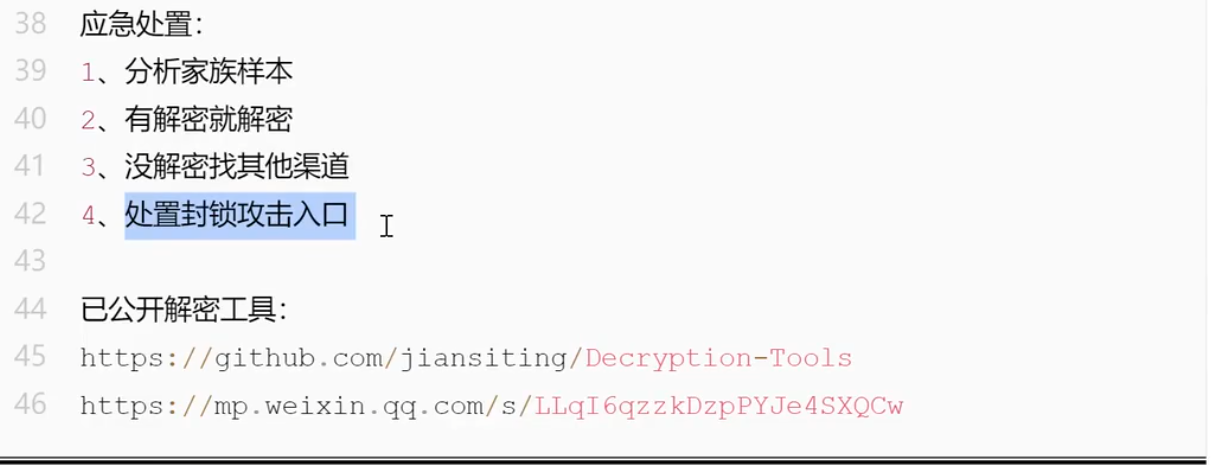 38 应急处置：
39 1、分析家族样本
40 2、有解密就解密
41 3、没解密找其他渠道
42 4、处置封锁攻击入口
43
44 已公开解密工具：
45 https://github.com/jiansiting/Decryption-Tools
46 https://mp.weixin.qq.com/s/LLqI6qzzkDzpPYJe4SXQCw